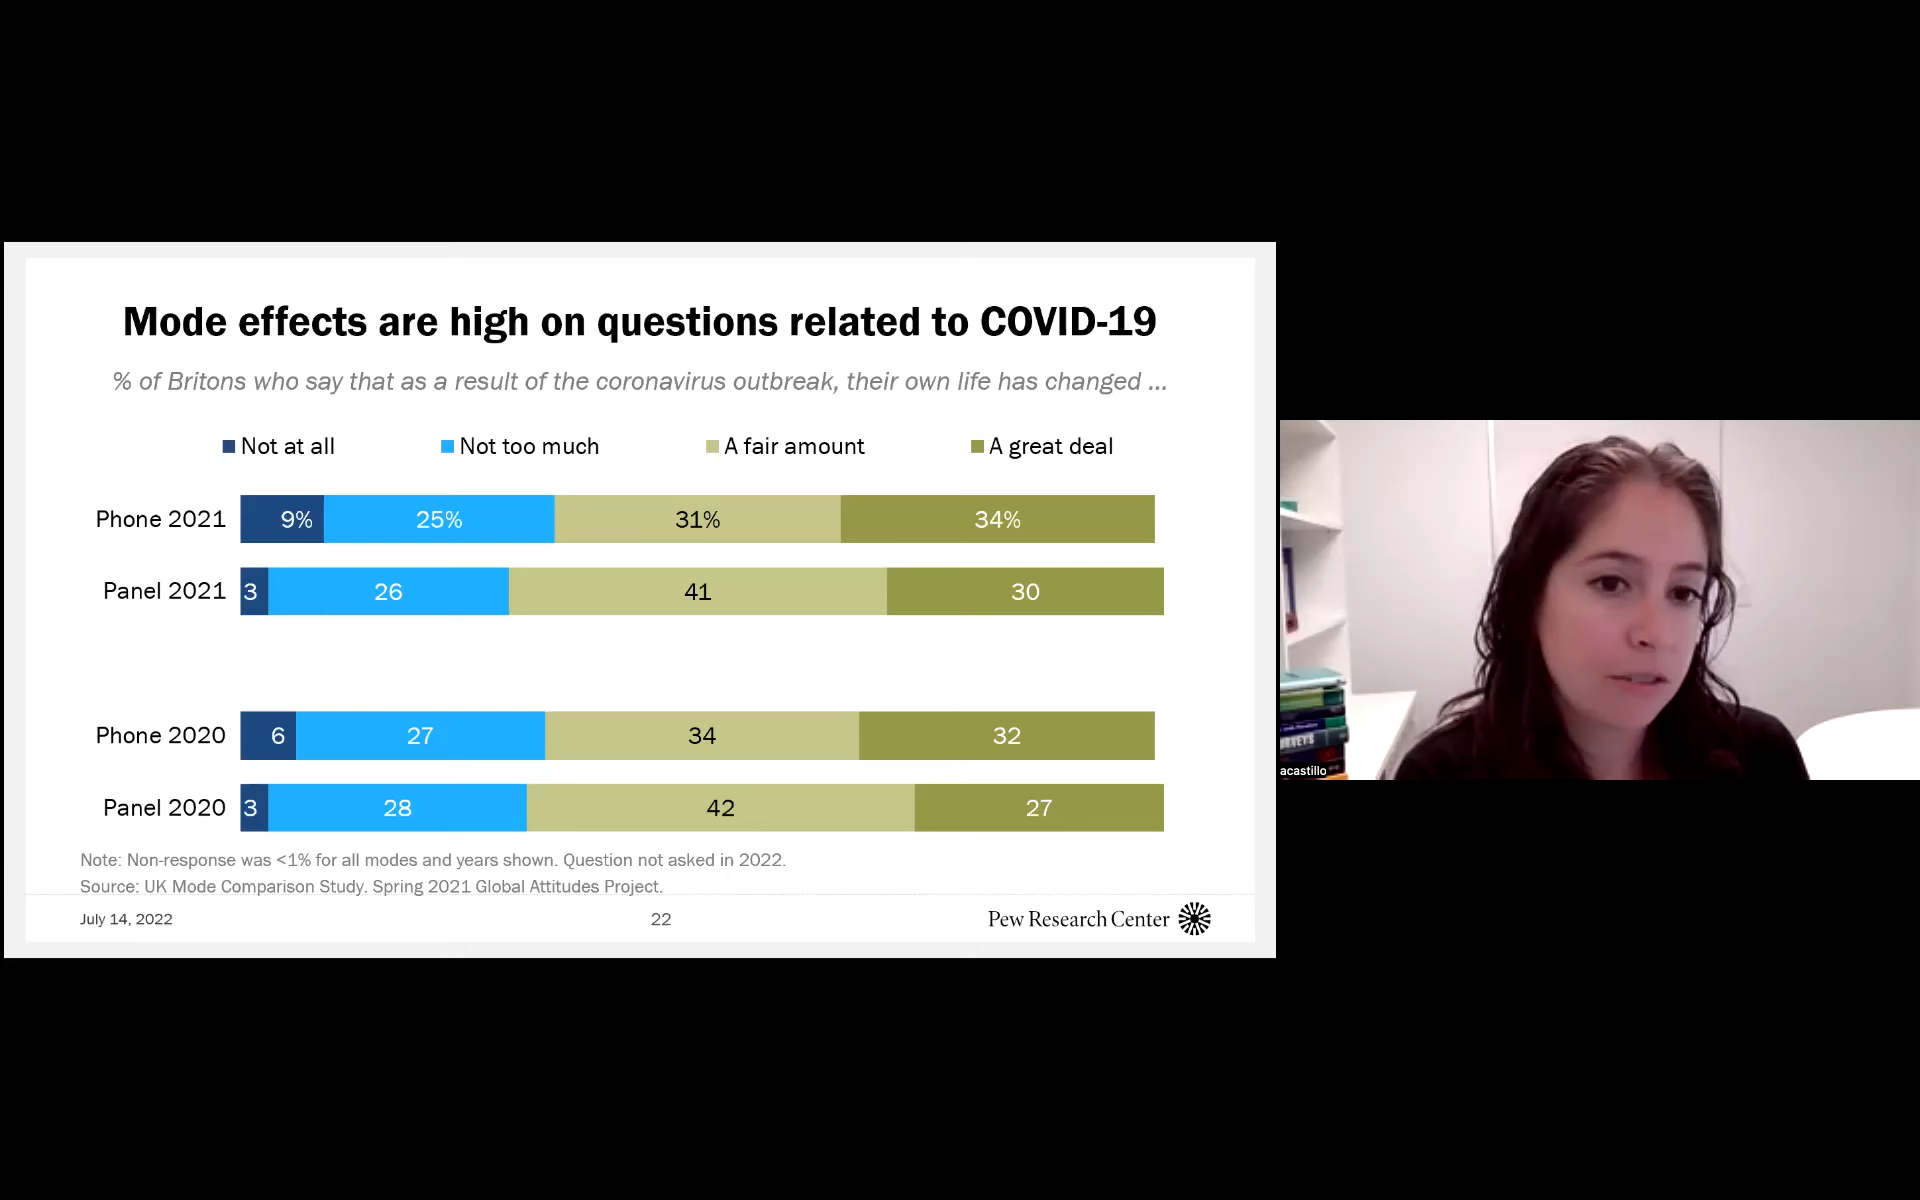 Mode effects are high on questions related to COVID-19
% of Britons who say that as a result of the coronavirus outbreak, their own life has changed ...
Not at all Not too much A fair amount A great deal
Phone 2021 9% 25% 31% 34%
Panel 2021 3 26 41 30
Phone 2020 6 27 34 32
Panel 2020 3 28 42 27
Note: Non-response was <1% for all modes and years shown. Question not asked in 2022.
Source: UK Mode Comparison Study. Spring 2021 Global Attitudes Project.
July 14, 2022 22 Pew Research Center
acastillo